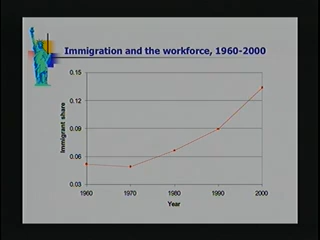 Immigration and the workforce, 1960-2000
0.15
0.12
0.09
0.06
0.03
Immigrant share
1960 1970 1980 1990 2000
Year